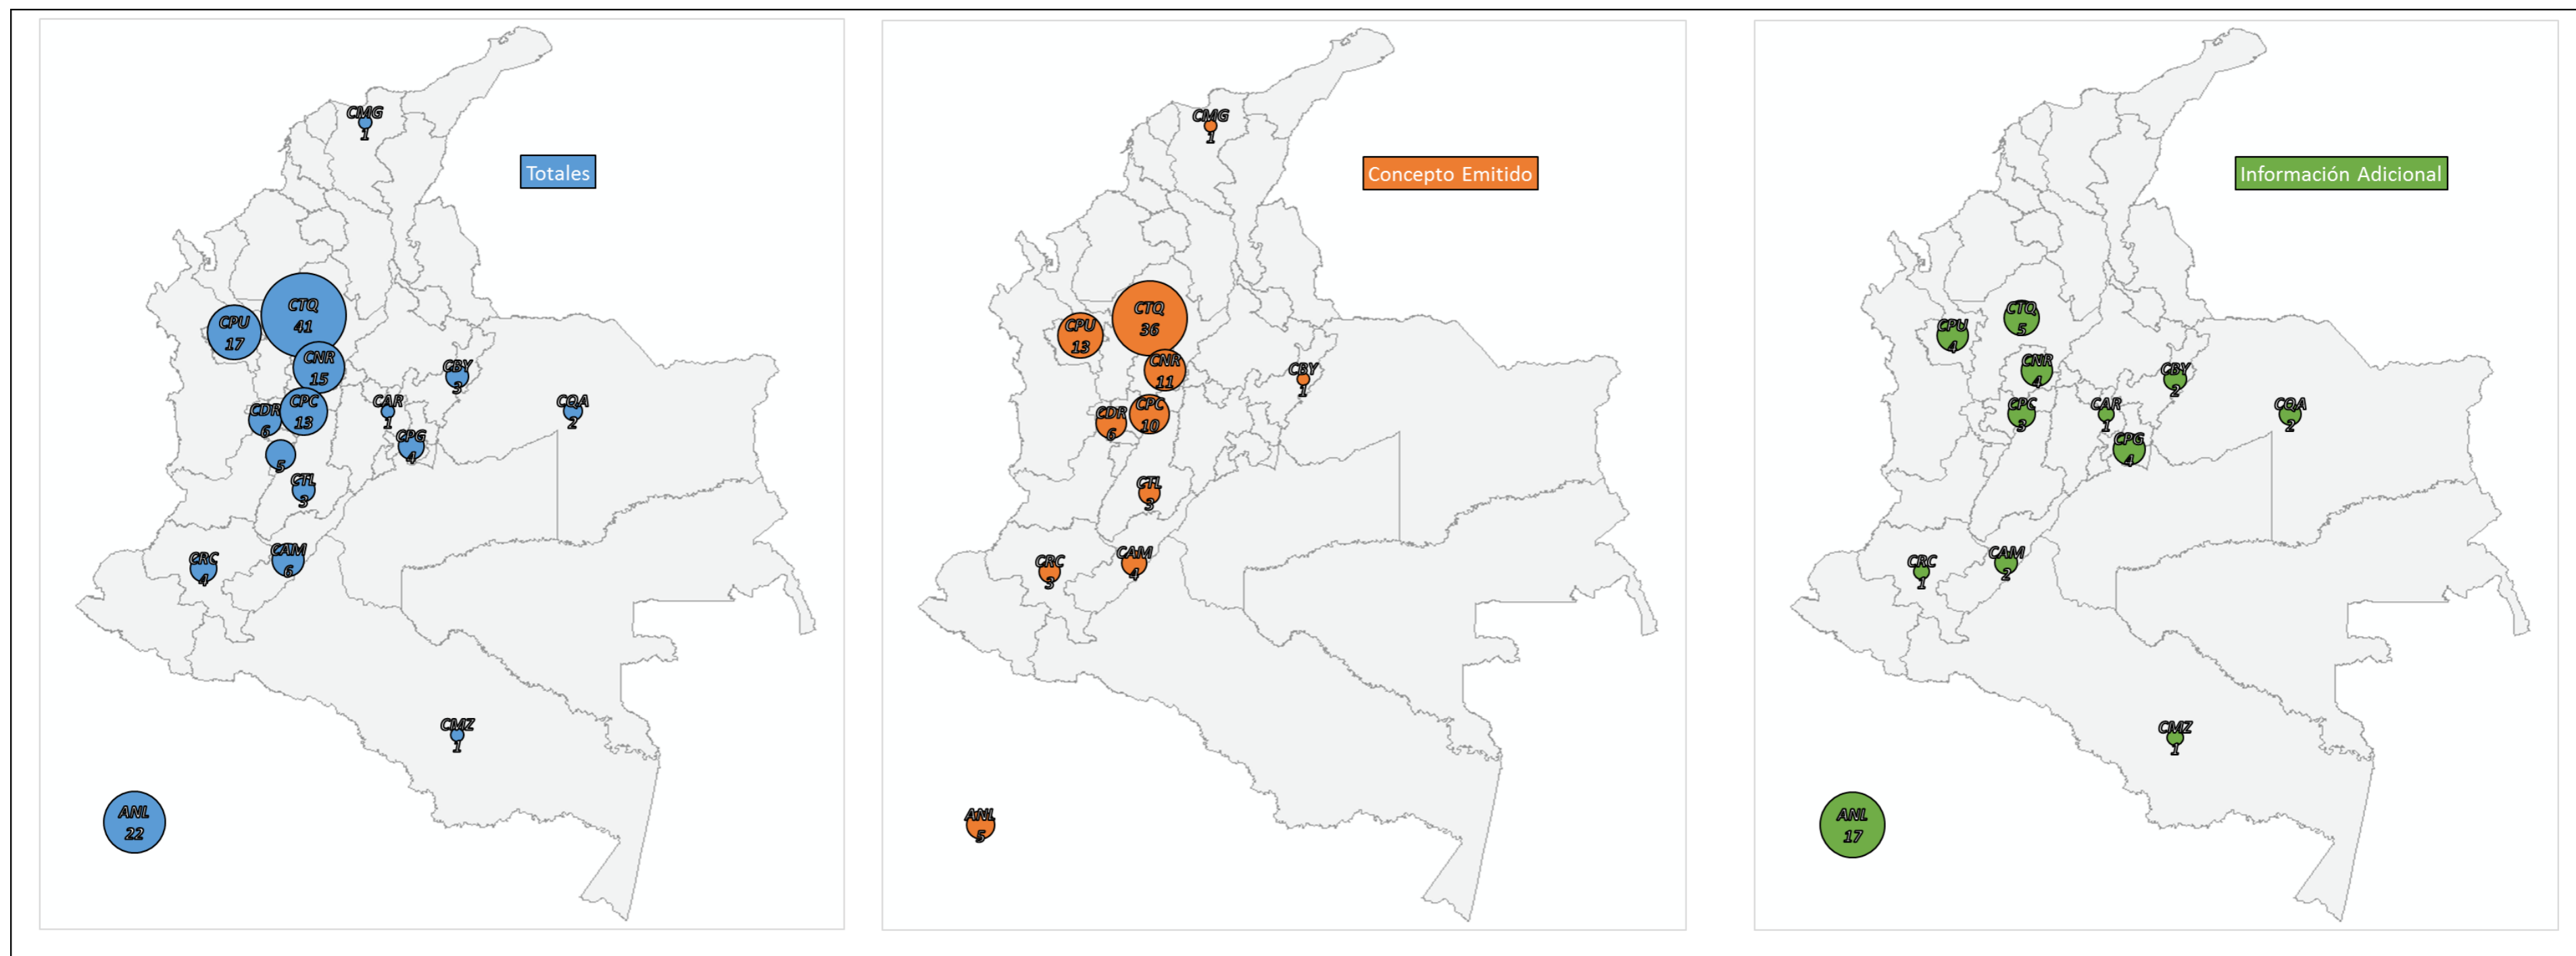 Totales
CMG
1
CTQ
41
CPU
17
CNR
15
CBY
3
CPC
13
CDR
6
CAR
1
CQA
2
CPG
4
5
CTL
3
CAM
6
CRC
4
CMZ
1
ANL
22
Concepto Emitido
CMG
1
CTQ
36
CPU
13
CNR
11
CBY
1
CPC
10
CDR
6
CTL
3
CAM
4
CRC
3
ANL
5
Información Adicional
CTQ
5
CPU
4
CNR
4
CBY
2
CPC
3
CAR
1
CQA
2
CPG
4
CAM
2
CRC
1
CMZ
1
ANL
17